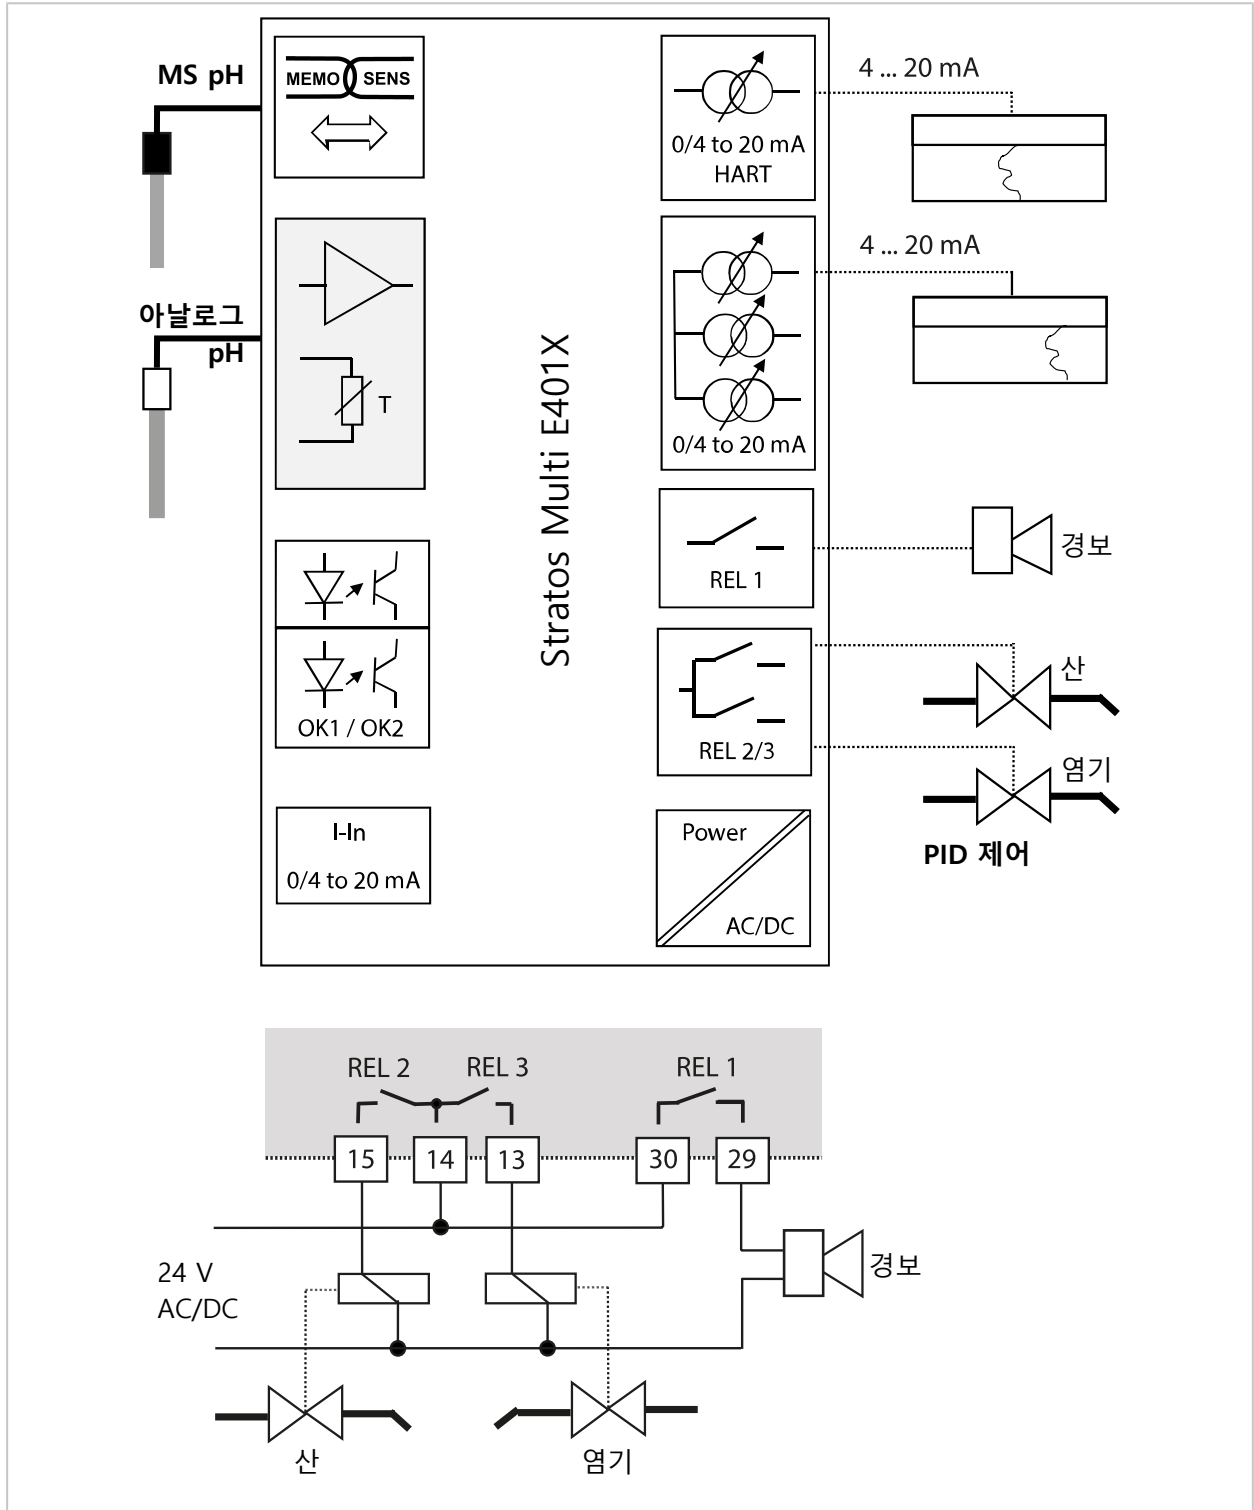 MS pH
MEMO SENS
아날로그
pH
T
OK1 / OK2
I-In
0/4 to 20 mA
Stratos Multi E401X
0/4 to 20 mA
HART
4 ... 20 mA
0/4 to 20 mA
4 ... 20 mA
REL 1
경보
REL 2/3
산
염기
PID 제어
Power
AC/DC
REL 2 REL 3 REL 1
15 14 13 30 29
24 V
AC/DC
경보
산 염기